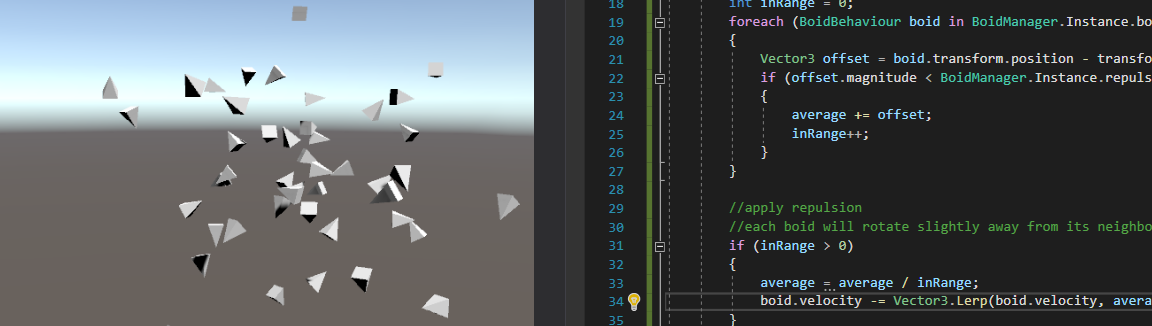 18 int inRange = 0;
19 foreach (BoidBehaviour boid in BoidManager.Instance.bo
20 {
21 Vector3 offset = boid.transform.position - transfo
22 if (offset.magnitude < BoidManager.Instance.repuls
23 {
24 average += offset;
25 inRange++;
26 }
27 }
28
29 //apply repulsion
30 //each boid will rotate slightly away from its neighbo
31 if (inRange > 0)
32 {
33 average = average / inRange;
34 boid.velocity -= Vector3.Lerp(boid.velocity, avera
35 }